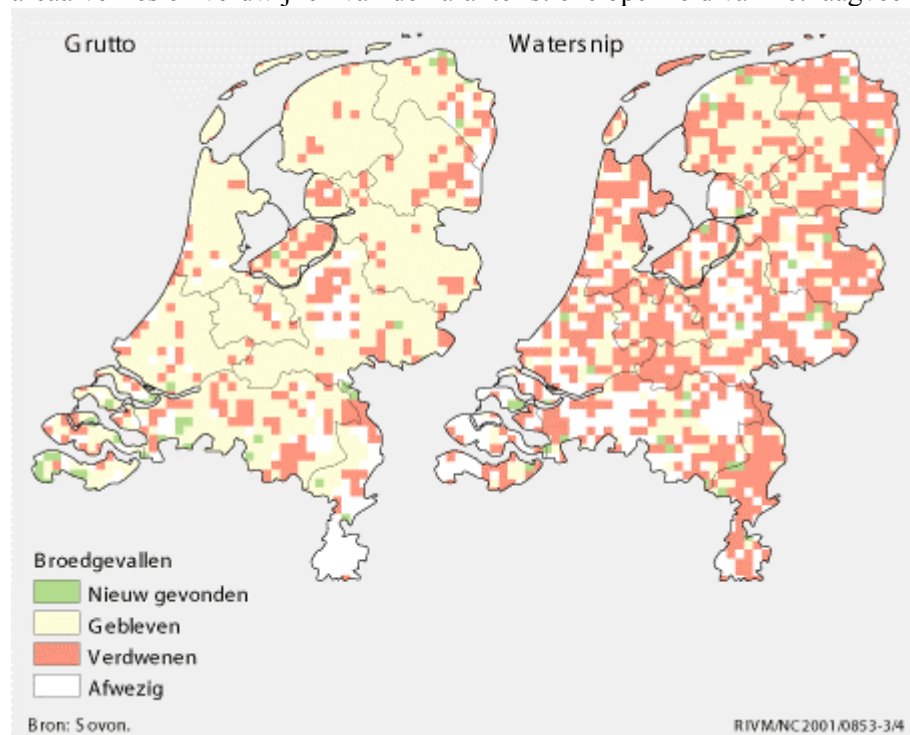 Grutto
Watersnip
Broedgevallen
Nieuw gevonden
Gebleven
Verdwenen
Afwezig
Bron: Sovon.
RIVM/NC2001/0853-3/4